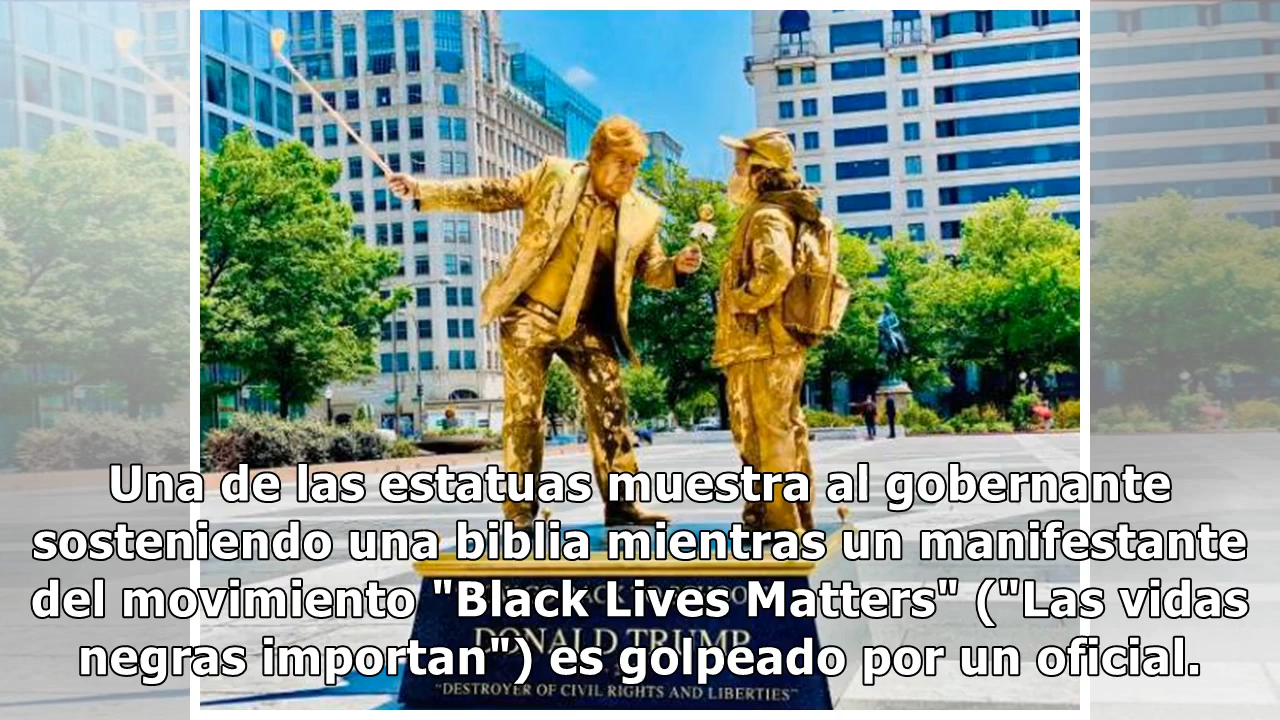 Una de las estatuas muestra al gobernante
sosteniendo una biblia mientras un manifestante
del movimiento "Black Lives Matters" ("Las vidas
negras importan") es golpeado por un oficial.
DONALD TRUMP
"DESTROYER OF CIVIL RIGHTS AND LIBERTIES"